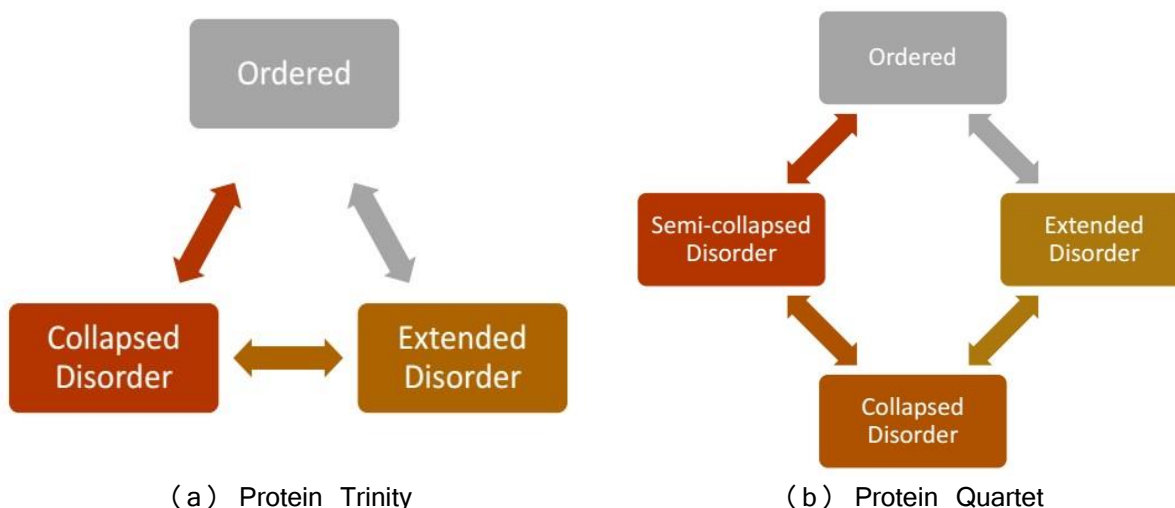 Ordered
Collapsed
Disorder
Extended
Disorder
(a) Protein Trinity
Ordered
Semi-collapsed
Disorder
Extended
Disorder
Collapsed
Disorder
(b) Protein Quartet